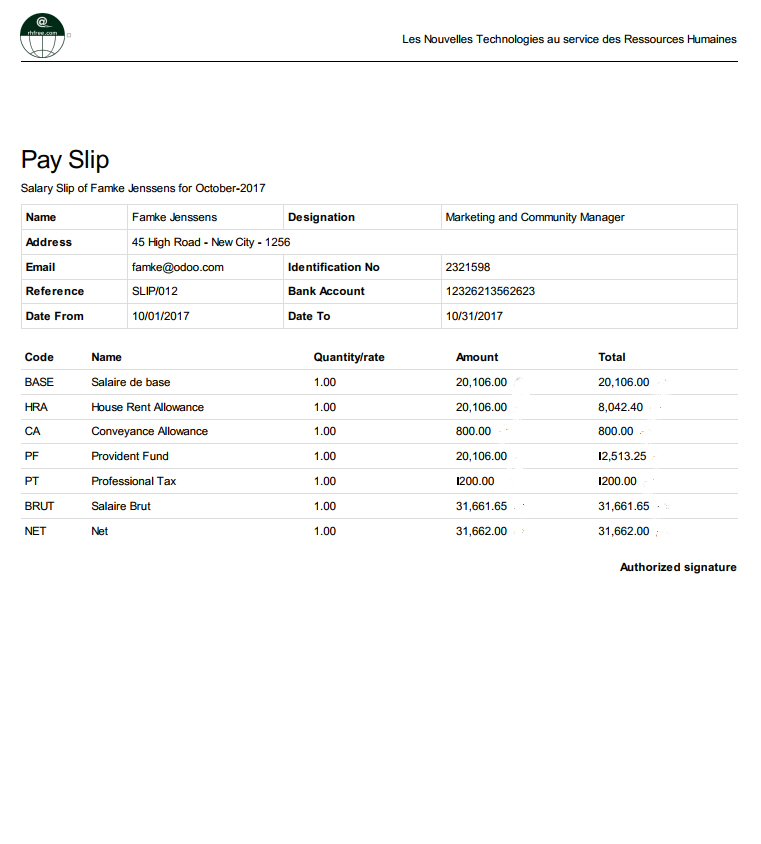 @
rhfree.com
Les Nouvelles Technologies au service des Ressources Humaines
Pay Slip
Salary Slip of Famke Jenssens for October-2017
Name Famke Jenssens Designation Marketing and Community Manager
Address 45 High Road - New City - 1256
Email famke@odoo.com Identification No 2321598
Reference SLIP/012 Bank Account 12326213562623
Date From 10/01/2017 Date To 10/31/2017
Code Name Quantity/rate Amount Total
BASE Salaire de base 1.00 20,106.00 20,106.00
HRA House Rent Allowance 1.00 20,106.00 8,042.40
CA Conveyance Allowance 1.00 800.00 800.00
PF Provident Fund 1.00 20,106.00 I2,513.25
PT Professional Tax 1.00 I200.00 I200.00
BRUT Salaire Brut 1.00 31,661.65 31,661.65
NET Net 1.00 31,662.00 31,662.00
Authorized signature